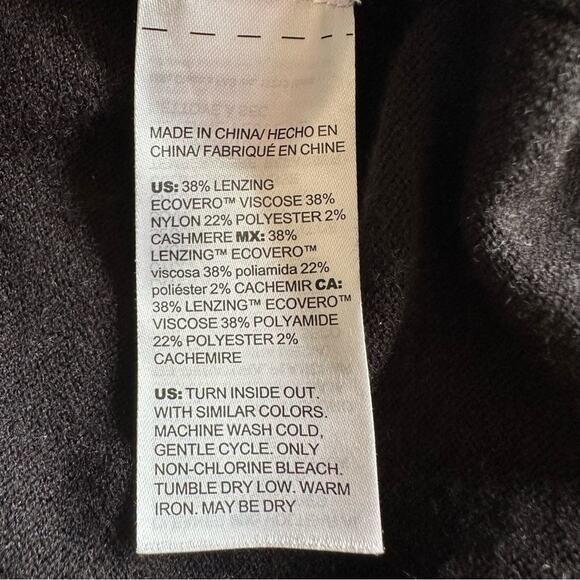 MADE IN CHINA/ HECHO EN
CHINA/ FABRIQUÉ EN CHINE
US: 38% LENZING
ECOVERO™ VISCOSE 38%
NYLON 22% POLYESTER 2%
CASHMERE MX: 38%
LENZING™ ECOVERO™
viscosa 38% poliamida 22%
poliéster 2% CACHEMIR CA:
38% LENZING™ ECOVERO™
VISCOSE 38% POLYAMIDE
22% POLYESTER 2%
CACHEMIRE
US: TURN INSIDE OUT.
WITH SIMILAR COLORS.
MACHINE WASH COLD,
GENTLE CYCLE. ONLY
NON-CHLORINE BLEACH.
TUMBLE DRY LOW. WARM
IRON. MAY BE DRY